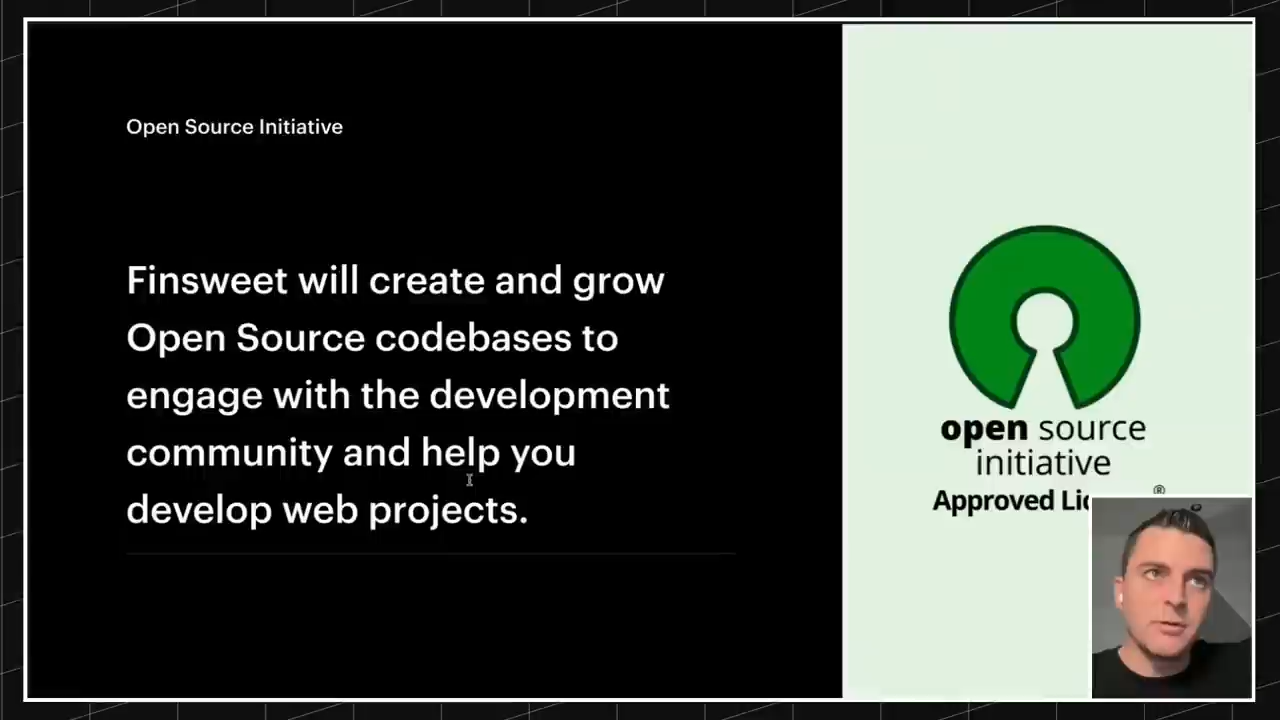 Open Source Initiative
Finsweet will create and grow
Open Source codebases to
engage with the development
community and help you
develop web projects.
open source
initiative
®
Approved